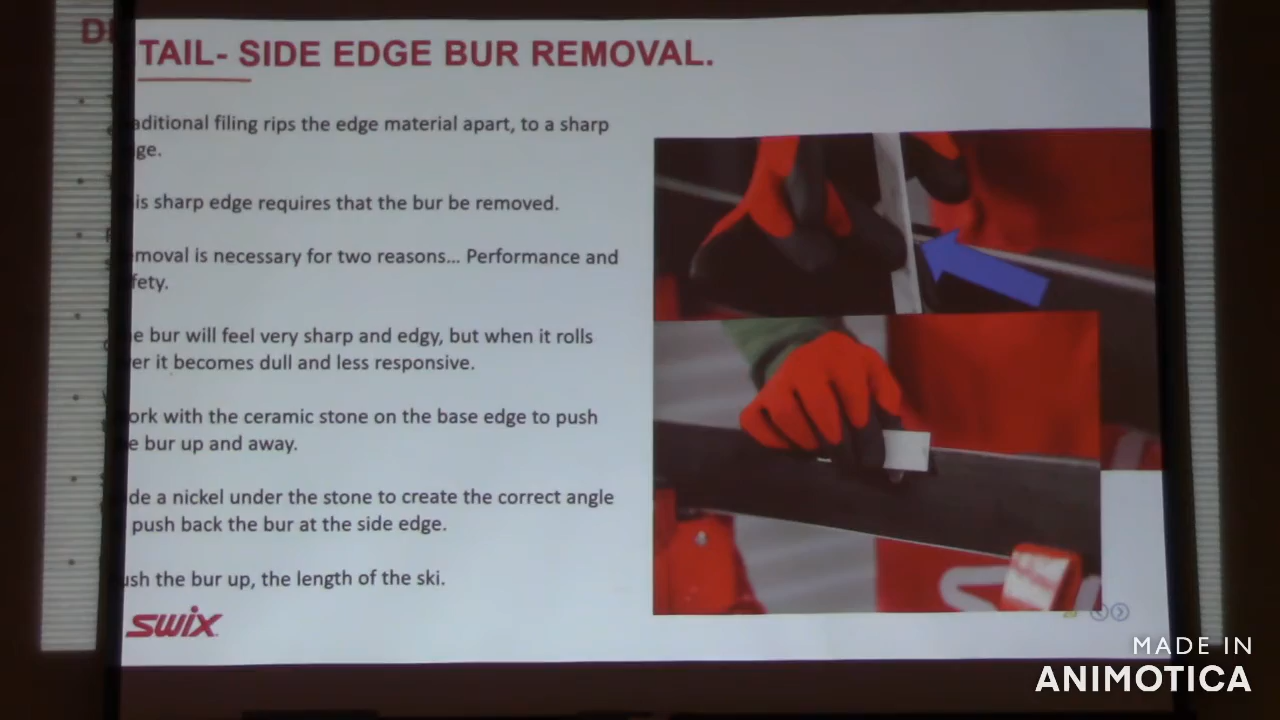 DE
TAIL- SIDE EDGE BUR REMOVAL.
aditional filing rips the edge material apart, to a sharp
ge.
is sharp edge requires that the bur be removed.
moval is necessary for two reasons... Performance and
fety.
e bur will feel very sharp and edgy, but when it rolls
er it becomes dull and less responsive.
ork with the ceramic stone on the base edge to push
e bur up and away.
de a nickel under the stone to create the correct angle
push back the bur at the side edge.
ush the bur up, the length of the ski.
swix
MADE IN
ANIMOTICA